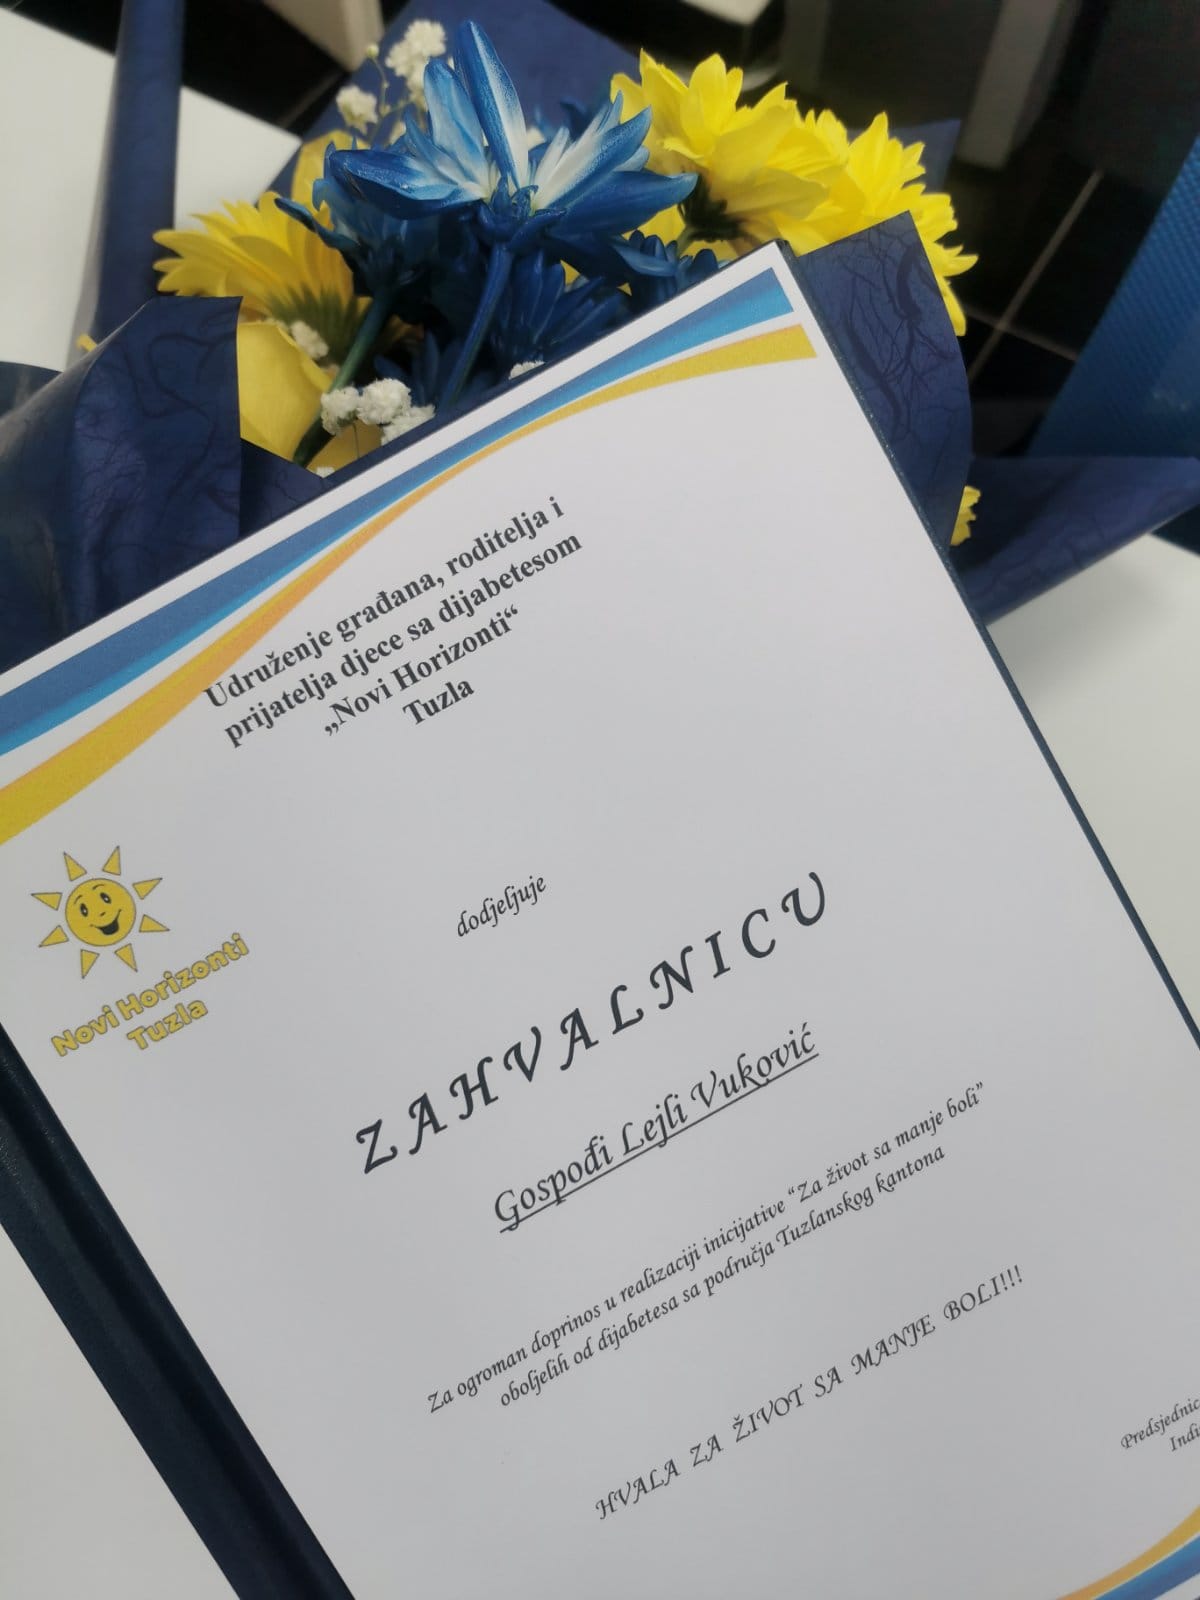 Udruženje građana, roditelja i
prijatelja djece sa dijabetesom
„Novi Horizonti“
Tuzla
Novi Horizonti
Tuzla
dodjeljuje
ZAHVALNICU
Gospođi Lejli Vuković
Za ogroman doprinos u realizaciji inicijative “Za život sa manje boli”
oboljelih od dijabetesa sa područja Tuzlanskog kantona
HVALA ZA ŽIVOT SA MANJE BOLI!!!